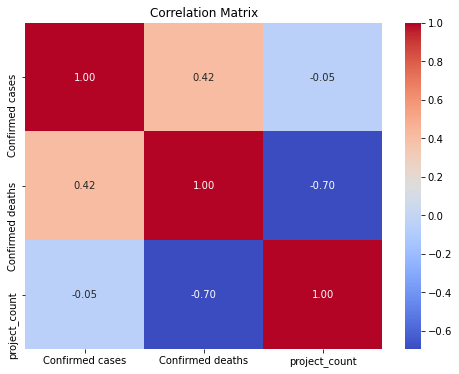 Correlation Matrix
Confirmed cases
Confirmed deaths
project_count
1.00 0.42 -0.05
0.42 1.00 -0.70
-0.05 -0.70 1.00
Confirmed cases Confirmed deaths project_count
1.0
0.8
0.6
0.4
0.2
0.0
−0.2
−0.4
−0.6